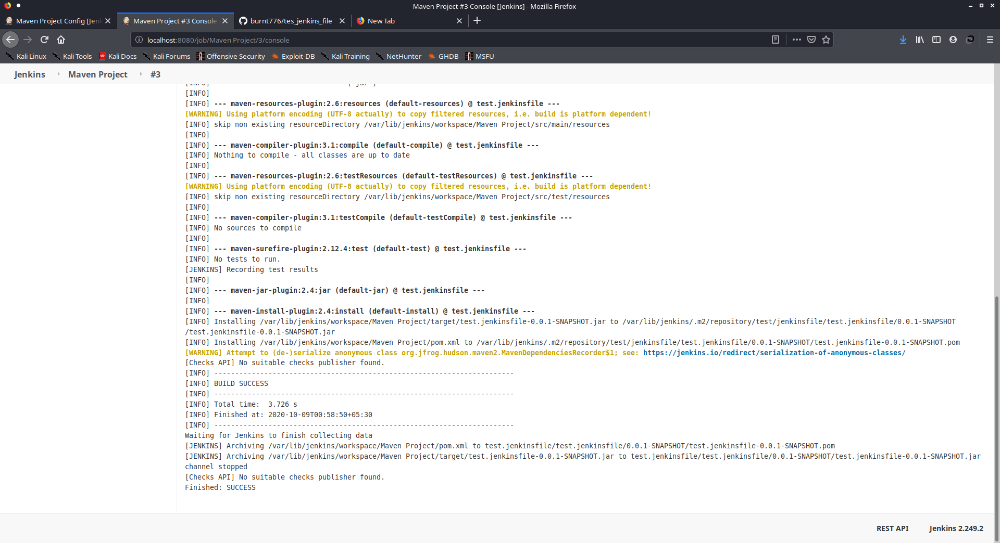 Maven Project #3 Console [Jenkins] - Mozilla Firefox
Maven Project Config [Jen
Maven Project #3 Console
burnt776/tes_jenkins_file
New Tab
localhost:8080/job/Maven Project/3/console
Kali Linux Kali Tools Kali Docs Kali Forums Offensive Security Exploit-DB Kali Training NetHunter GHDB MSFU
Jenkins Maven Project #3
[INFO] [ jar ]
[INFO]
[INFO] --- maven-resources-plugin:2.6:resources (default-resources) @ test.jenkinsfile ---
[WARNING] Using platform encoding (UTF-8 actually) to copy filtered resources, i.e. build is platform dependent!
[INFO] skip non existing resourceDirectory /var/lib/jenkins/workspace/Maven Project/src/main/resources
[INFO]
[INFO] --- maven-compiler-plugin:3.1:compile (default-compile) @ test.jenkinsfile ---
[INFO] Nothing to compile - all classes are up to date
[INFO]
[INFO] --- maven-resources-plugin:2.6:testResources (default-testResources) @ test.jenkinsfile ---
[WARNING] Using platform encoding (UTF-8 actually) to copy filtered resources, i.e. build is platform dependent!
[INFO] skip non existing resourceDirectory /var/lib/jenkins/workspace/Maven Project/src/test/resources
[INFO]
[INFO] --- maven-compiler-plugin:3.1:testCompile (default-testCompile) @ test.jenkinsfile ---
[INFO] No sources to compile
[INFO]
[INFO] --- maven-surefire-plugin:2.12.4:test (default-test) @ test.jenkinsfile ---
[INFO] No tests to run.
[JENKINS] Recording test results
[INFO]
[INFO] --- maven-jar-plugin:2.4:jar (default-jar) @ test.jenkinsfile ---
[INFO]
[INFO] --- maven-install-plugin:2.4:install (default-install) @ test.jenkinsfile ---
[INFO] Installing /var/lib/jenkins/workspace/Maven Project/target/test.jenkinsfile-0.0.1-SNAPSHOT.jar to /var/lib/jenkins/.m2/repository/test/jenkinsfile/test.jenkinsfile/0.0.1-SNAPSHOT
/test.jenkinsfile-0.0.1-SNAPSHOT.jar
[INFO] Installing /var/lib/jenkins/workspace/Maven Project/pom.xml to /var/lib/jenkins/.m2/repository/test/jenkinsfile/test.jenkinsfile/0.0.1-SNAPSHOT/test.jenkinsfile-0.0.1-SNAPSHOT.pom
[WARNING] Attempt to (de-)serialize anonymous class org.jfrog.hudson.maven2.MavenDependenciesRecorder$1; see: https://jenkins.io/redirect/serialization-of-anonymous-classes/
[Checks API] No suitable checks publisher found.
[INFO] ------------------------------------------------------------------------
[INFO] BUILD SUCCESS
[INFO] ------------------------------------------------------------------------
[INFO] Total time:  3.726 s
[INFO] Finished at: 2020-10-09T00:58:50+05:30
[INFO] ------------------------------------------------------------------------
Waiting for Jenkins to finish collecting data
[JENKINS] Archiving /var/lib/jenkins/workspace/Maven Project/pom.xml to test.jenkinsfile/test.jenkinsfile/0.0.1-SNAPSHOT/test.jenkinsfile-0.0.1-SNAPSHOT.pom
[JENKINS] Archiving /var/lib/jenkins/workspace/Maven Project/target/test.jenkinsfile-0.0.1-SNAPSHOT.jar to test.jenkinsfile/test.jenkinsfile/0.0.1-SNAPSHOT/test.jenkinsfile-0.0.1-SNAPSHOT.jar
channel stopped
[Checks API] No suitable checks publisher found.
Finished: SUCCESS
REST API Jenkins 2.249.2